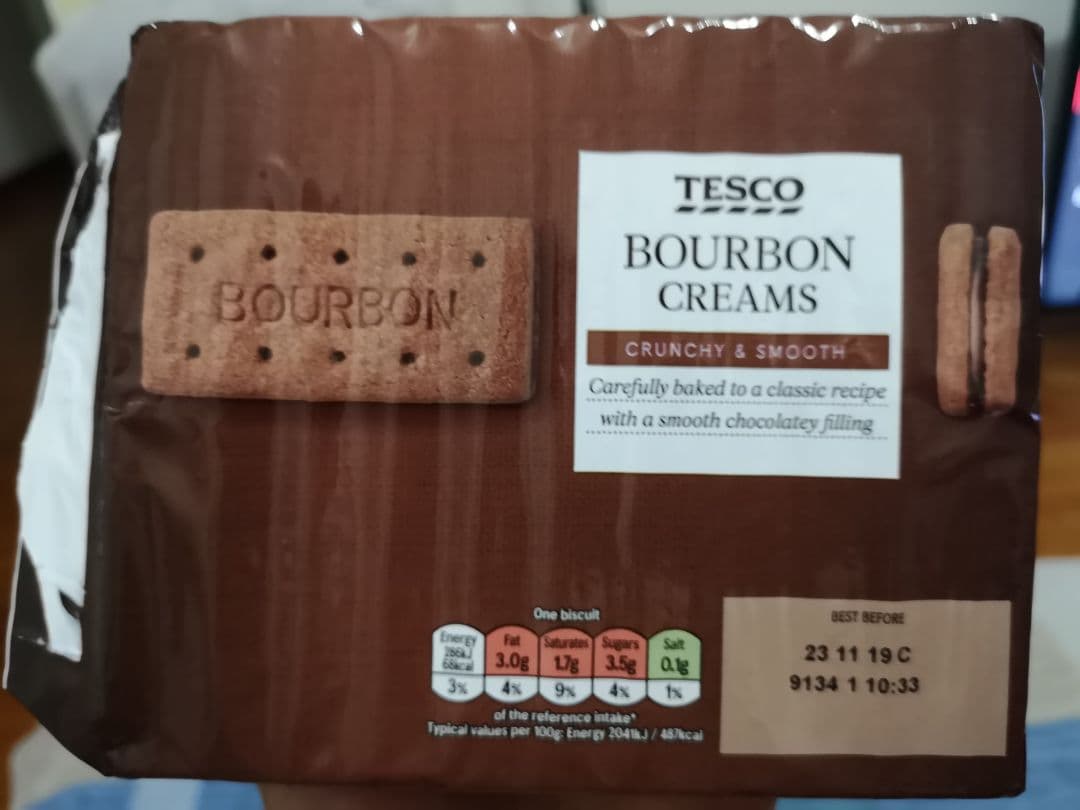 BOURBON
TESCO
BOURBON
CREAMS
CRUNCHY & SMOOTH
Carefully baked to a classic recipe
with a smooth chocolatey filling
One biscuit
Energy Fat Saturates Sugars Salt
286kJ
68kcal 3.0g 1.7g 3.5g 0.1g
3% 4% 9% 4% 1%
of the reference intake*
Typical values per 100g: Energy 2041kJ / 487kcal
BEST BEFORE
23 11 19 C
9134 1 10:33